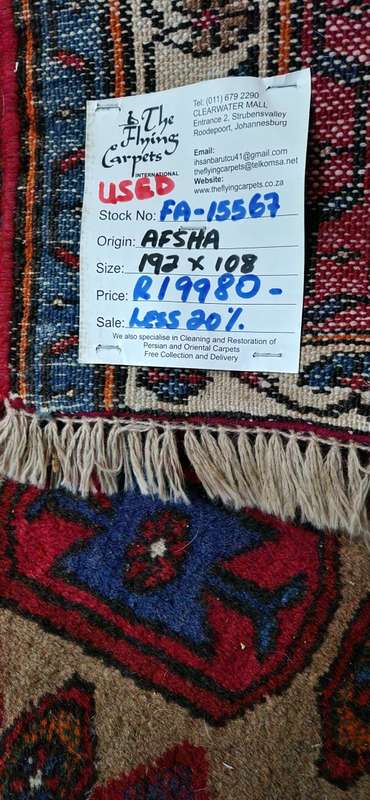 The
Flying
Carpets
INTERNATIONAL
Tel: (011) 679 2290
CLEARWATER MALL,
Entrance 2, Strubensvalley
Roodepoort, Johannesburg
Email:
ihsanbarutcu41@gmail.com
theflyingcarpets@telkomsa.net
Website:
www.theflyingcarpets.co.za
USED
Stock No: FA-15567
Origin: AFSHA
Size: 192 x 108
Price: R19980-
Sale: Less 20%
We also specialise in Cleaning and Restoration of
Persian and Oriental Carpets
Free Collection and Delivery